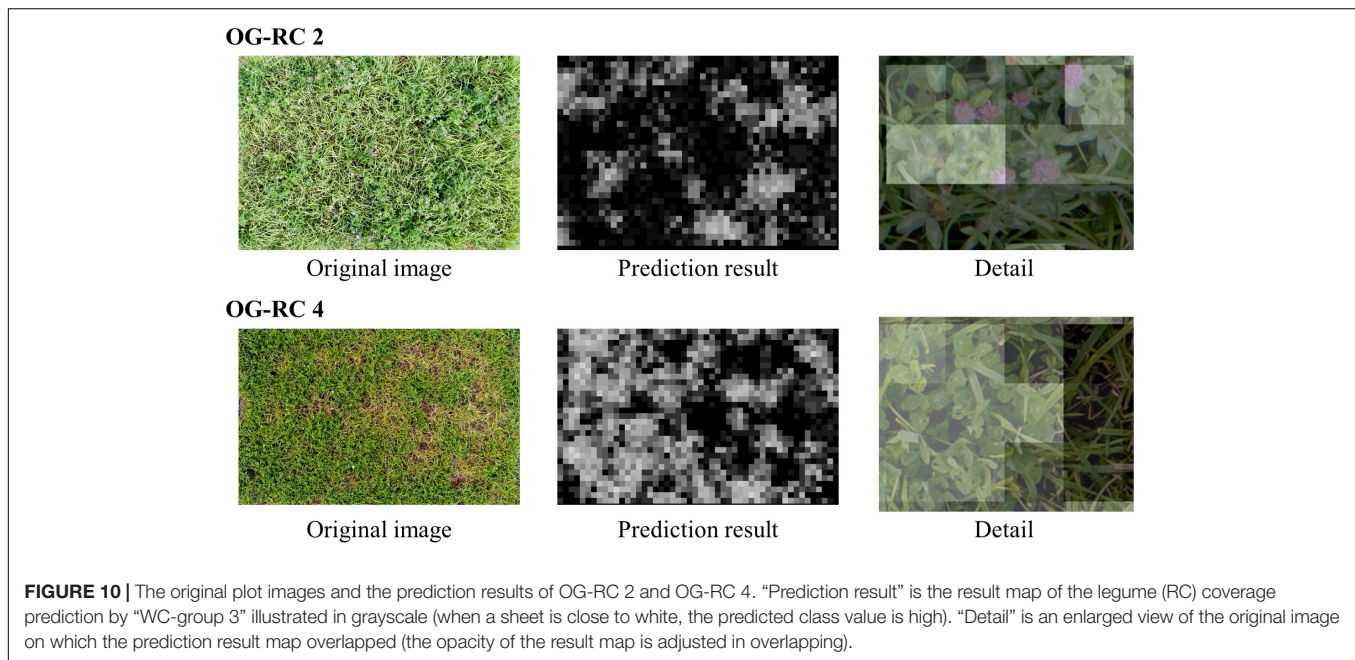 OG-RC 2
Original image
Prediction result
Detail
OG-RC 4
Original image
Prediction result
Detail
FIGURE 10 | The original plot images and the prediction results of OG-RC 2 and OG-RC 4. “Prediction result” is the result map of the legume (RC) coverage
prediction by “WC-group 3” illustrated in grayscale (when a sheet is close to white, the predicted class value is high). “Detail” is an enlarged view of the original image
on which the prediction result map overlapped (the opacity of the result map is adjusted in overlapping).